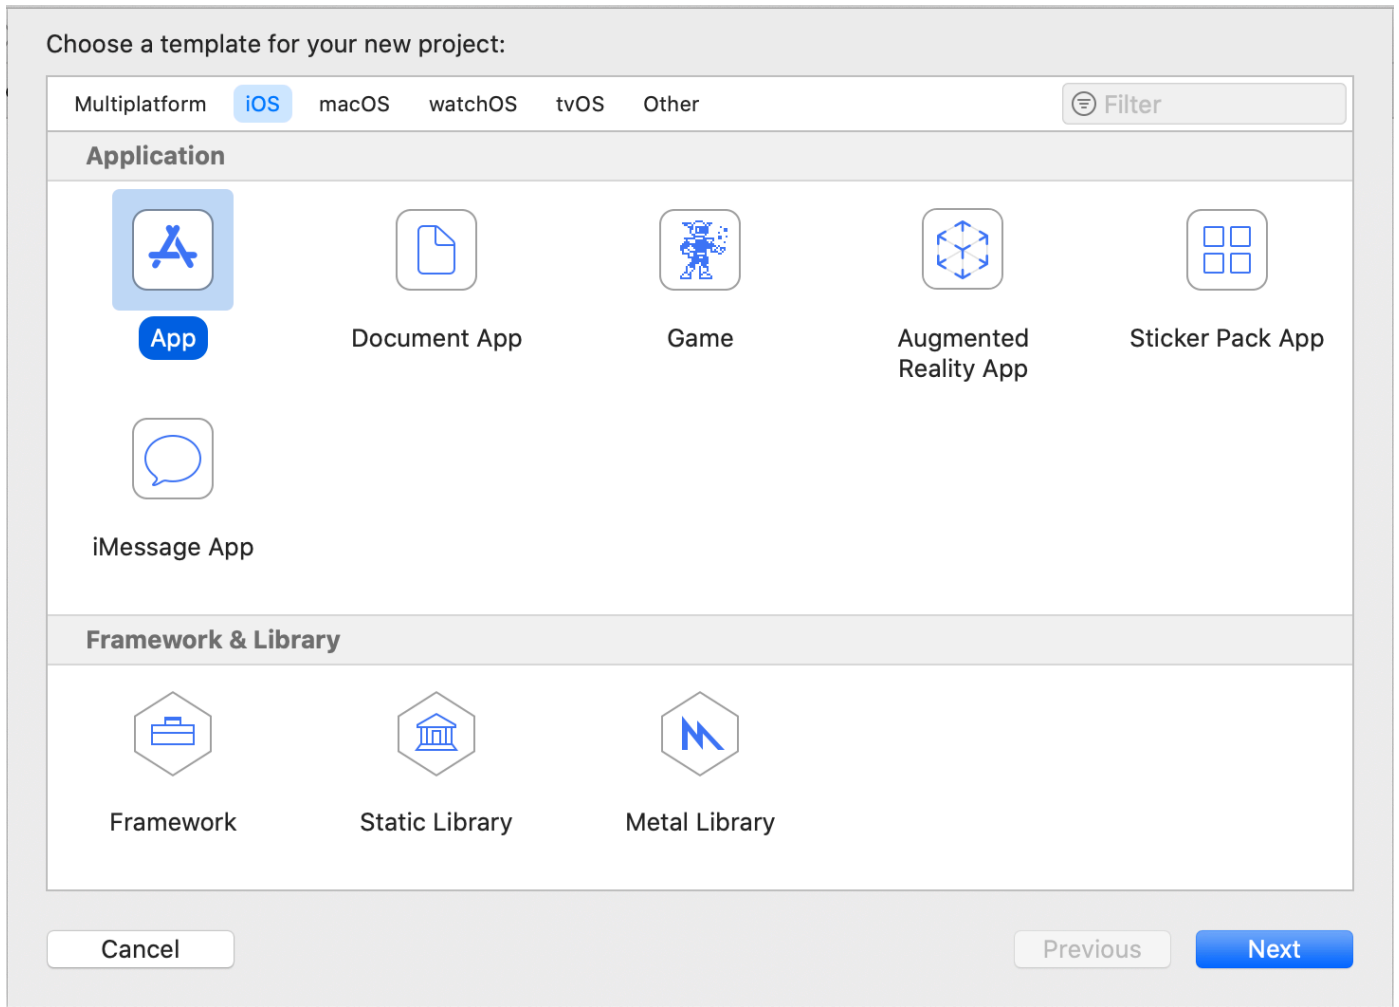 Choose a template for your new project:
Multiplatform iOS macOS watchOS tvOS Other Filter
Application
App Document App Game Augmented Reality App Sticker Pack App
iMessage App
Framework & Library
Framework Static Library Metal Library
Cancel Previous Next